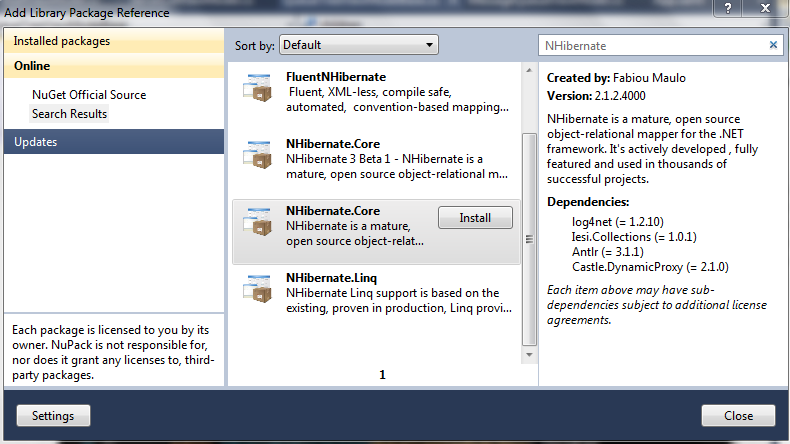 Add Library Package Reference
Installed packages
Online
NuGet Official Source
Search Results
Updates
Each package is licensed to you by its
owner. NuPack is not responsible for,
nor does it grant any licenses to, third-
party packages.
Sort by: Default
FluentNHibernate
Fluent, XML-less, compile safe,
automated, convention-based mapping...
NHibernate.Core
NHibernate 3 Beta 1 - NHibernate is a
mature, open source object-relational m...
NHibernate.Core
NHibernate is a mature,
open source object-relat...
Install
NHibernate.Linq
NHibernate Linq support is based on the
existing, proven in production, Linq provi...
1
NHibernate
Created by: Fabiou Maulo
Version: 2.1.2.4000
NHibernate is a mature, open source
object-relational mapper for the .NET
framework. It's actively developed , fully
featured and used in thousands of
successful projects.
Dependencies:
log4net (= 1.2.10)
Iesi.Collections (= 1.0.1)
Antlr (= 3.1.1)
Castle.DynamicProxy (= 2.1.0)
Each item above may have sub-
dependencies subject to additional license
agreements.
Settings
Close